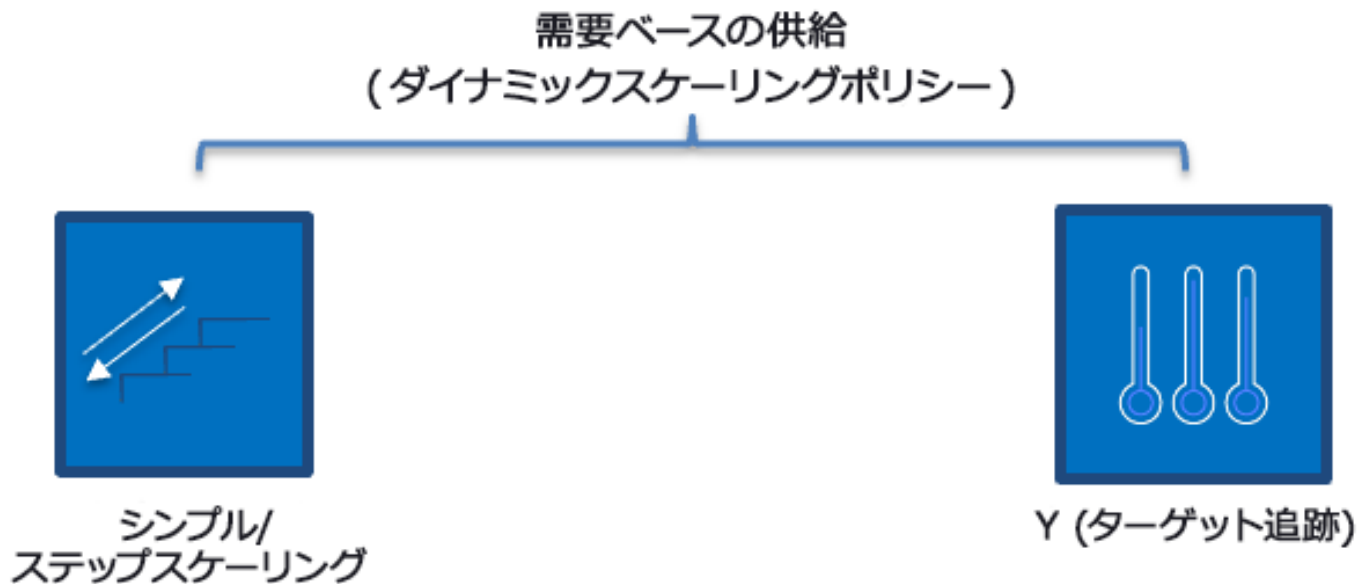 需要ベースの供給
(ダイナミックスケーリングポリシー)
シンプル/
ステップスケーリング
Y (ターゲット追跡)